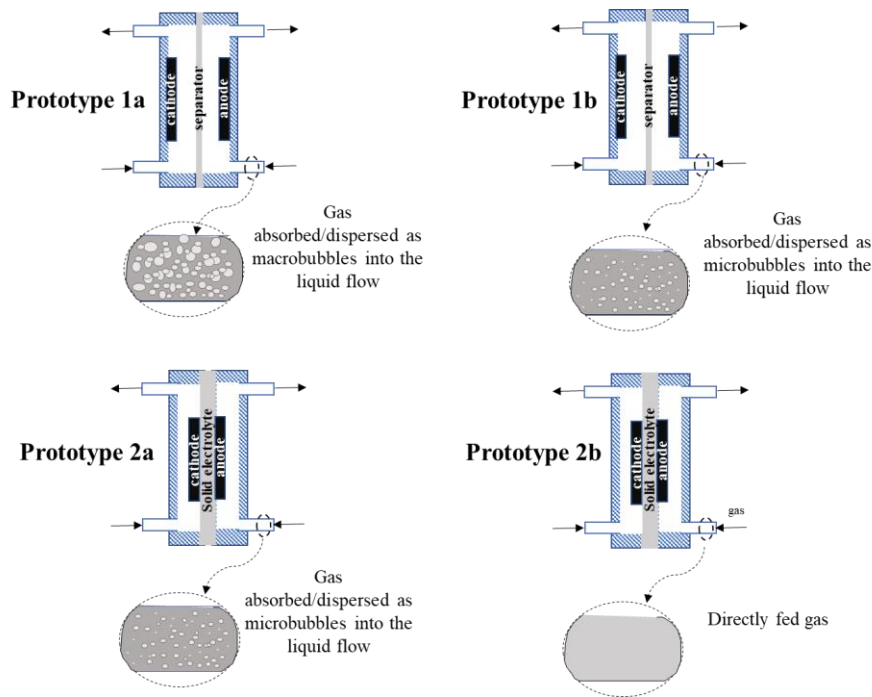 Prototype 1a
cathode
separator
anode
Gas
absorbed/dispersed as
macrobubbles into the
liquid flow
Prototype 1b
cathode
separator
anode
Gas
absorbed/dispersed as
microbubbles into the
liquid flow
Prototype 2a
cathode
Solid electrolyte
anode
Gas
absorbed/dispersed as
microbubbles into the
liquid flow
Prototype 2b
cathode
Solid electrolyte
anode
gas
Directly fed gas